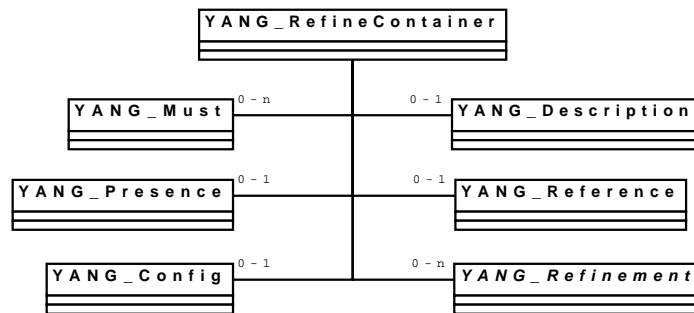 YANG_RefineContainer
YANG_Must 0-n 0-1 YANG_Description
YANG_Presence 0-1 0-1 YANG_Reference
YANG_Config 0-1 0-n YANG_Refinement